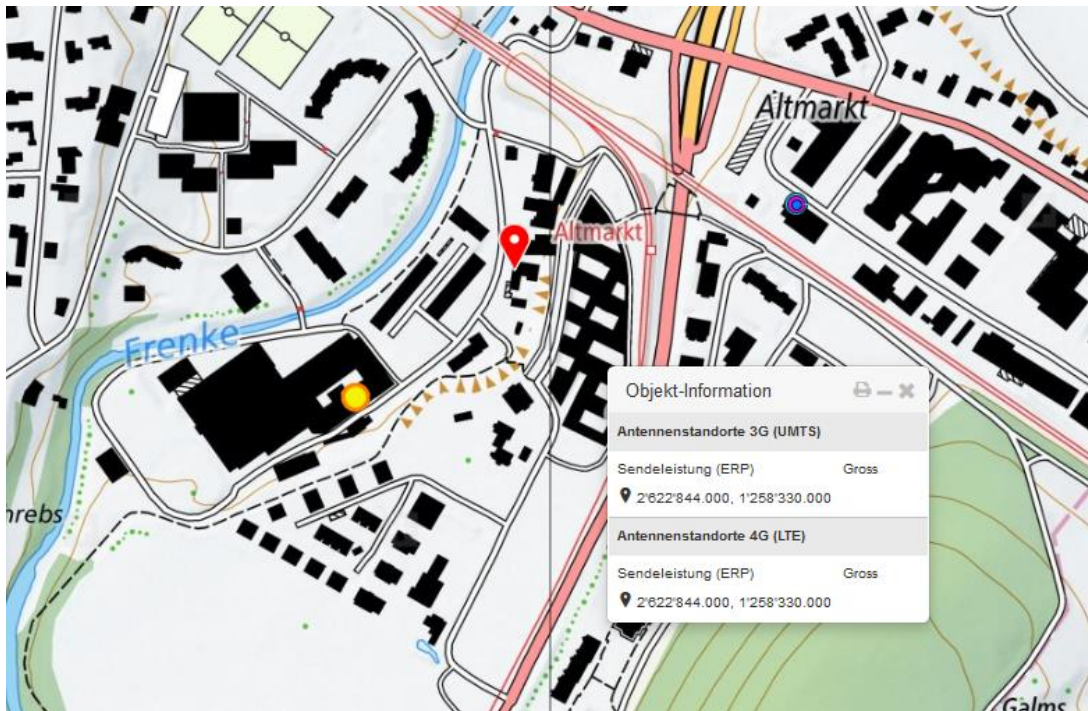 Altmarkt
Altmarkt
Frenke
Objekt-Information
Antennenstandorte 3G (UMTS)
Sendeleistung (ERP) Gross
2'622'844.000, 1'258'330.000
Antennenstandorte 4G (LTE)
Sendeleistung (ERP) Gross
2'622'844.000, 1'258'330.000
nrebs
Galms